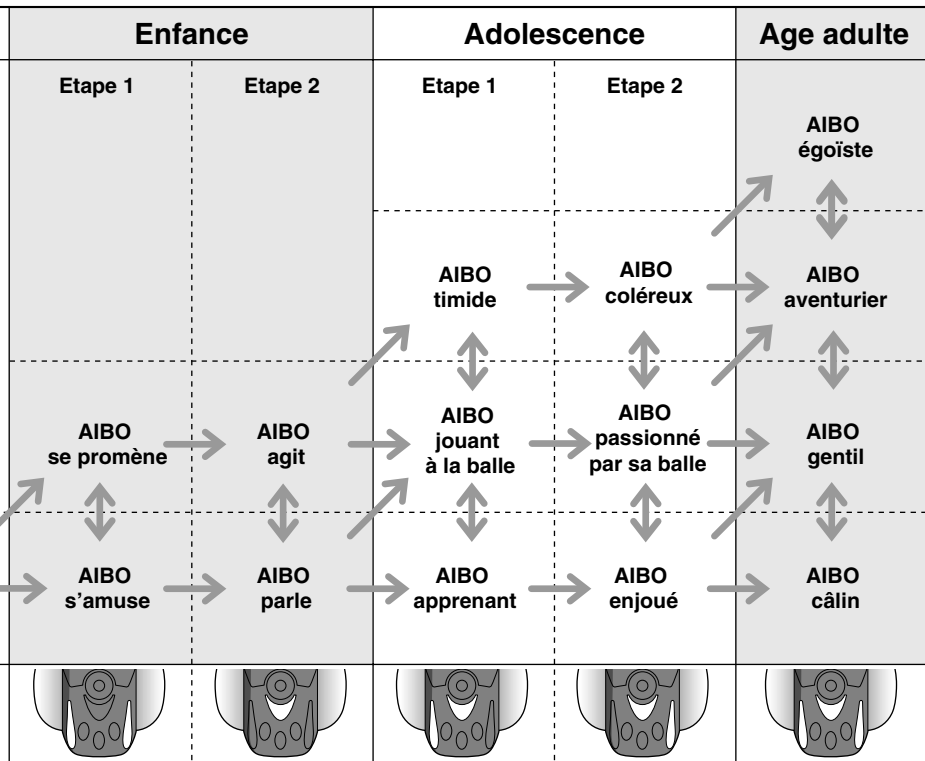 Enfance
Adolescence
Age adulte
Etape 1
Etape 2
Etape 1
Etape 2
AIBO
égoïste
AIBO
timide
AIBO
coléreux
AIBO
aventurier
AIBO
se promène
AIBO
agit
AIBO
jouant
à la balle
AIBO
passionné
par sa balle
AIBO
gentil
AIBO
s'amuse
AIBO
parle
AIBO
apprenant
AIBO
enjoué
AIBO
câlin